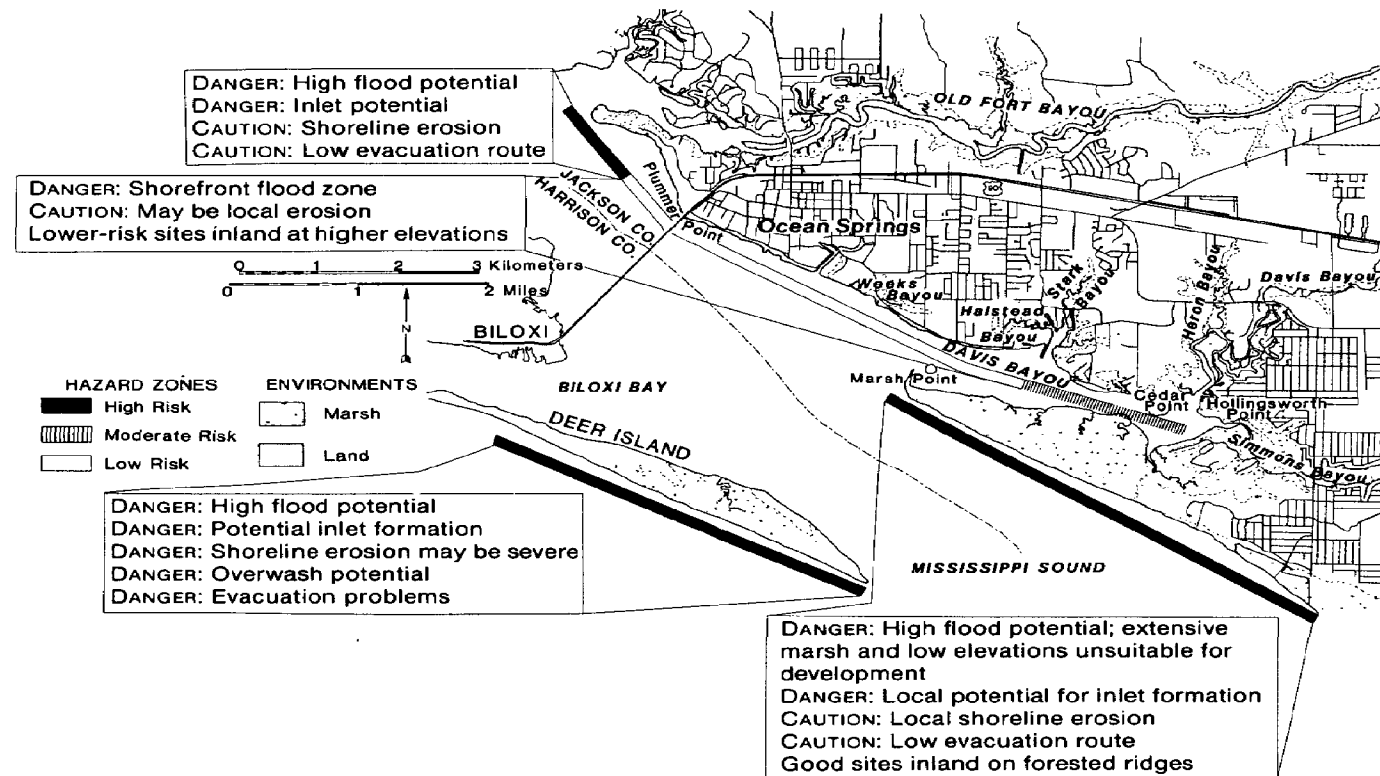 DANGER: High flood potential
DANGER: Inlet potential
CAUTION: Shoreline erosion
CAUTION: Low evacuation route
DANGER: Shorefront flood zone
CAUTION: May be local erosion
Lower-risk sites inland at higher elevations
0 1 2 3 Kilometers
0 1 2 Miles
N
BILOXI
HAZARD ZONES
High Risk
Moderate Risk
Low Risk
ENVIRONMENTS
Marsh
Land
OLD FORT BAYOU
90
Plummer Point
JACKSON CO.
HARRISON CO.
Ocean Springs
Weeks
Bayou
Halstead
Bayou
Stark
Bayou
Heron Bayou
Davis Bayou
DAVIS BAYOU
Marsh Point
Cedar
Point
Hollingsworth
Point
Simmons Bayou
BILOXI BAY
DEER ISLAND
MISSISSIPPI SOUND
DANGER: High flood potential
DANGER: Potential inlet formation
DANGER: Shoreline erosion may be severe
DANGER: Overwash potential
DANGER: Evacuation problems
DANGER: High flood potential; extensive
marsh and low elevations unsuitable for
development
DANGER: Local potential for inlet formation
CAUTION: Local shoreline erosion
CAUTION: Low evacuation route
Good sites inland on forested ridges